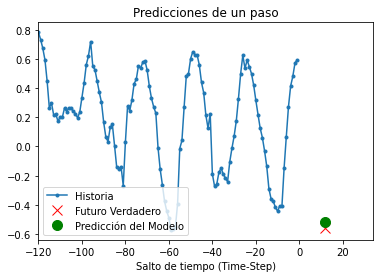 Predicciones de un paso
0.8
0.6
0.4
0.2
0.0
−0.2
−0.4
−0.6
Historia
Futuro Verdadero
Predicción del Modelo
−120 −100 −80 −60 −40 −20 0 20
Salto de tiempo (Time-Step)